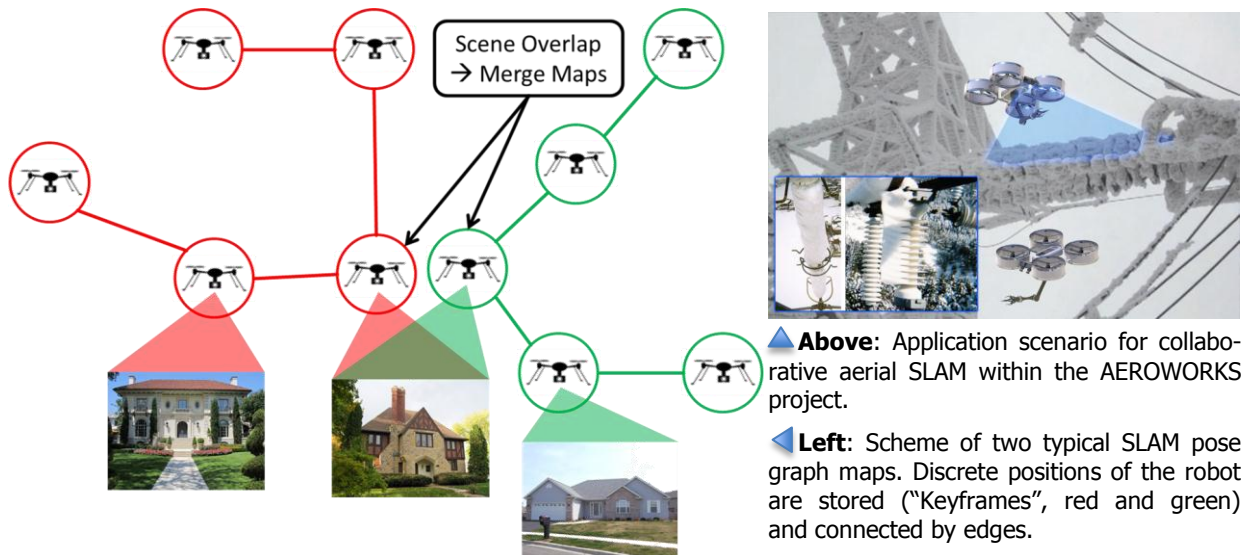 Scene Overlap
→ Merge Maps
Above: Application scenario for collabo-
rative aerial SLAM within the AEROWORKS
project.
Left: Scheme of two typical SLAM pose
graph maps. Discrete positions of the robot
are stored (“Keyframes”, red and green)
and connected by edges.